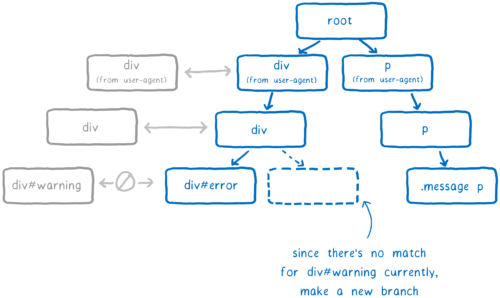 root
div
(from user-agent)
div
(from user-agent)
p
(from user-agent)
div
div
p
div#warning
div#error
.message p
since there's no match
for div#warning currently,
make a new branch